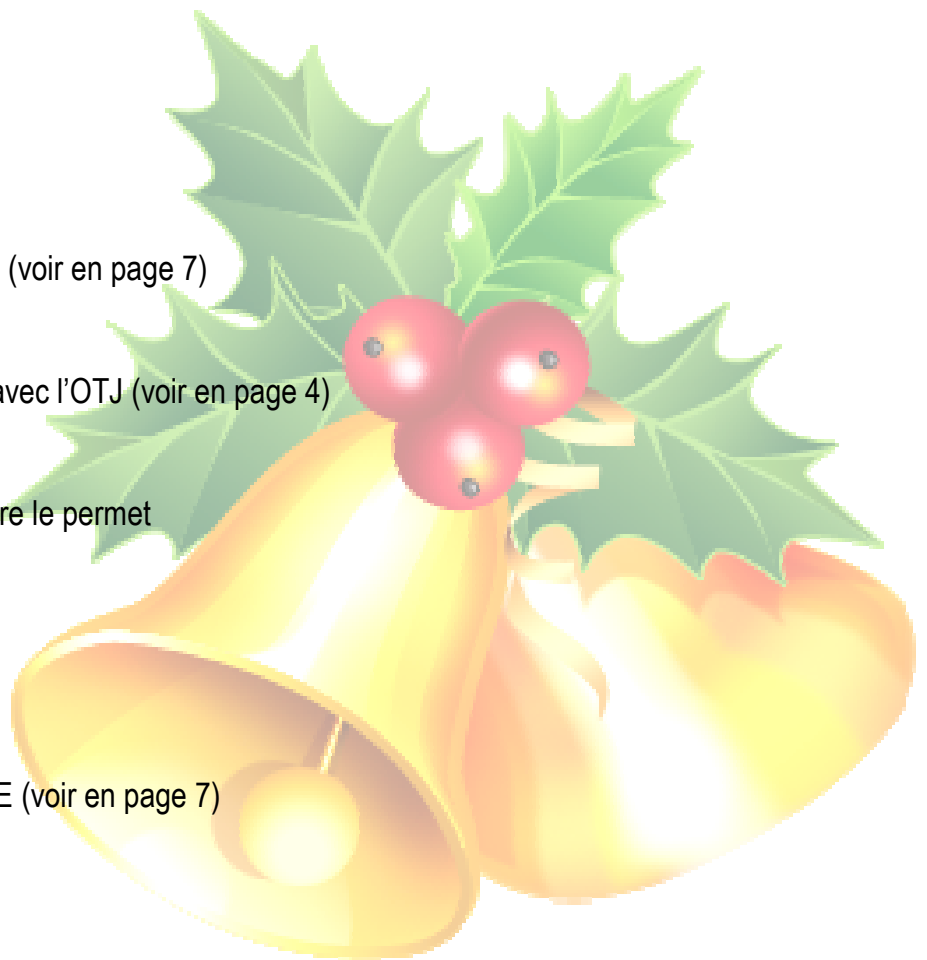 (voir en page 7)
avec l'OTJ (voir en page 4)
re le permet
E (voir en page 7)